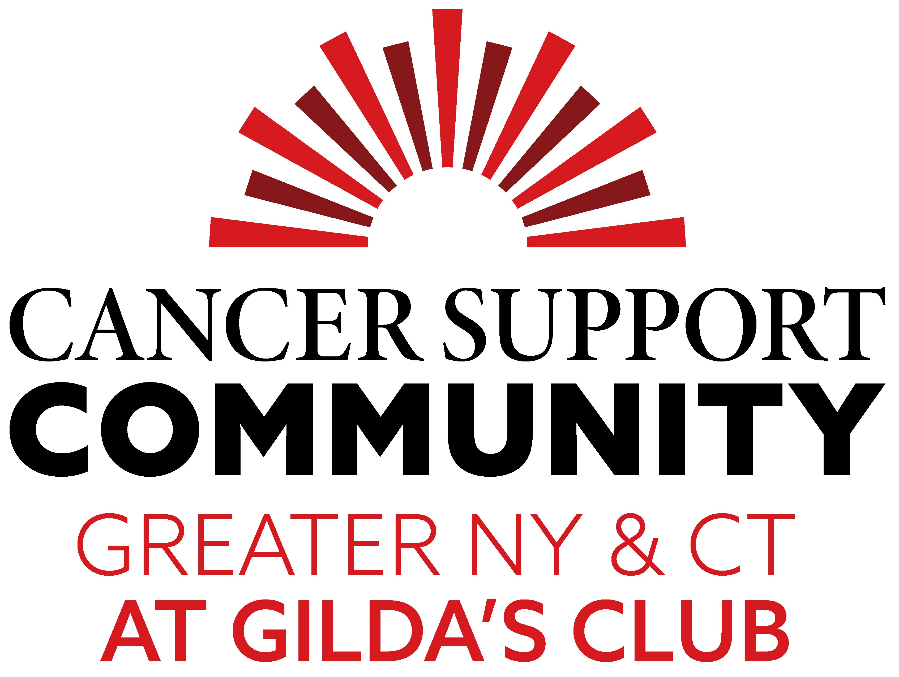 CANCER SUPPORT
COMMUNITY
GREATER NY & CT
AT GILDA’S CLUB